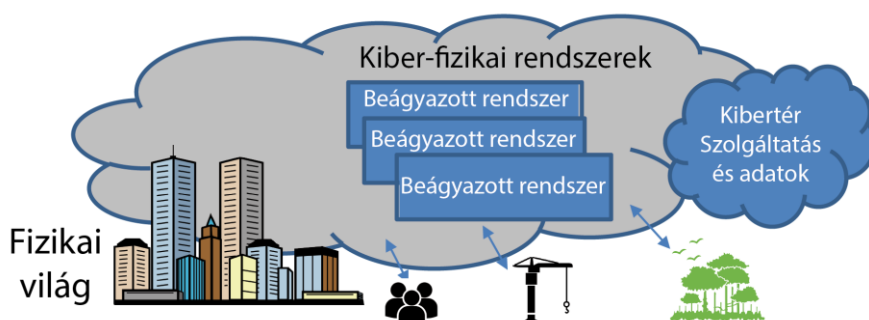 Kiber-fizikai rendszerek
Beágyazott rendszer
Beágyazott rendszer
Beágyazott rendszer
Kibertér
Szolgáltatás
és adatok
Fizikai
világ